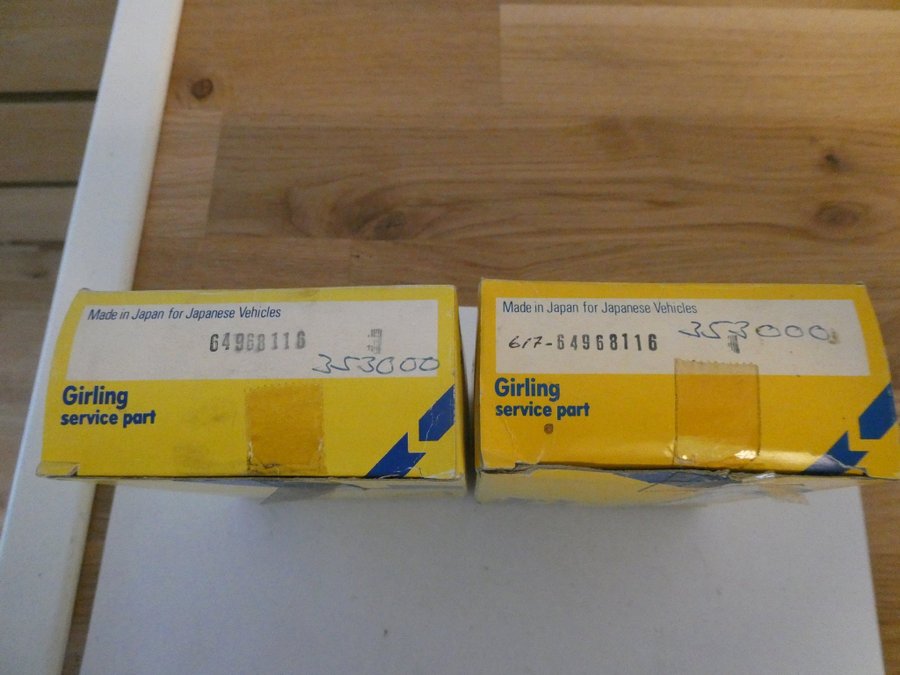 Made in Japan for Japanese Vehicles
64968116
353000
Girling
service part
Made in Japan for Japanese Vehicles
353000
617-64968116
Girling
service part